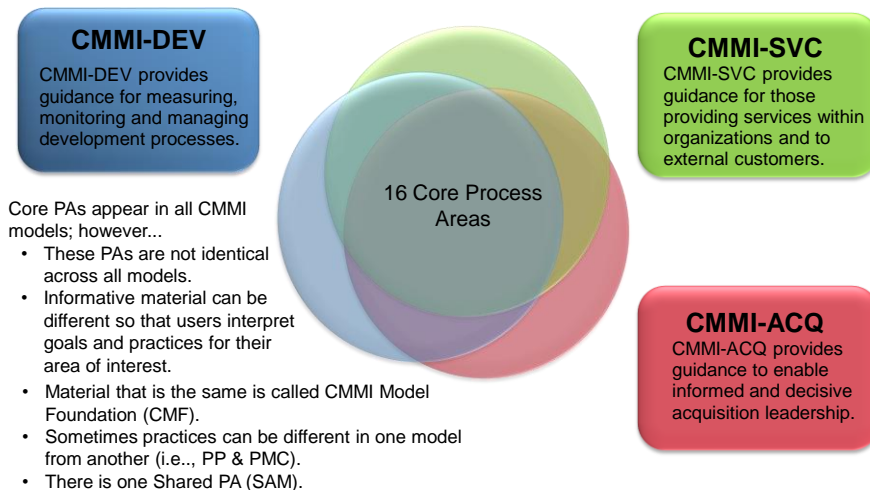 CMMI-DEV
CMMI-DEV provides
guidance for measuring,
monitoring and managing
development processes.
CMMI-SVC
CMMI-SVC provides
guidance for those
providing services within
organizations and to
external customers.
16 Core Process
Areas
Core PAs appear in all CMMI
models; however...
• These PAs are not identical
across all models.
• Informative material can be
different so that users interpret
goals and practices for their
area of interest.
• Material that is the same is called CMMI Model
Foundation (CMF).
• Sometimes practices can be different in one model
from another (i.e.., PP & PMC).
• There is one Shared PA (SAM).
CMMI-ACQ
CMMI-ACQ provides
guidance to enable
informed and decisive
acquisition leadership.